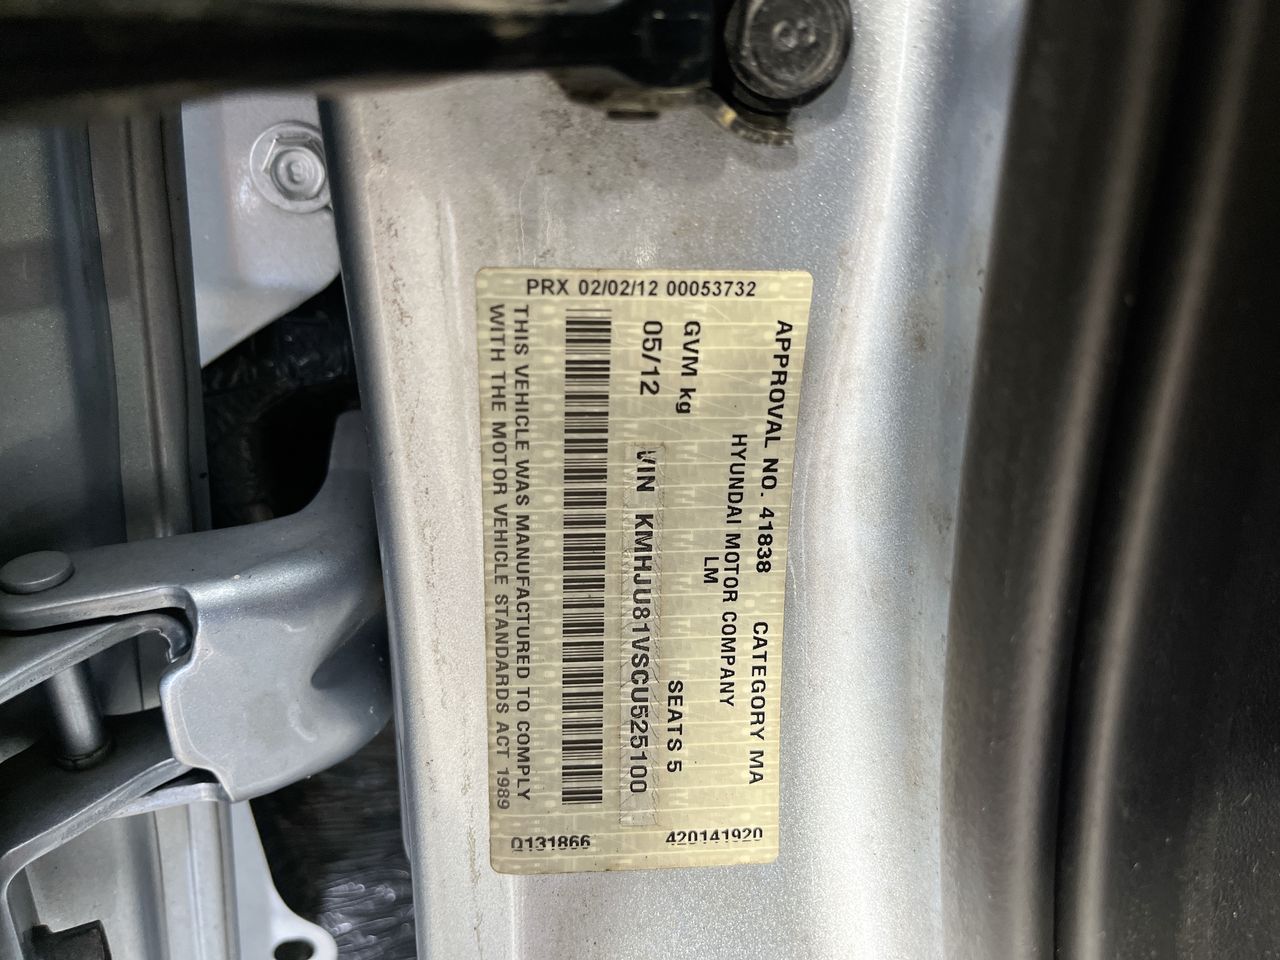 PRX 02/02/12 00053732
APPROVAL NO. 41838 CATEGORY MA
HYUNDAI MOTOR COMPANY
LM
GVM kg SEATS 5
05/12 VIN KMHJU81VSCU525100
THIS VEHICLE WAS MANUFACTURED TO COMPLY
WITH THE MOTOR VEHICLE STANDARDS ACT 1989
Q131866 420141920